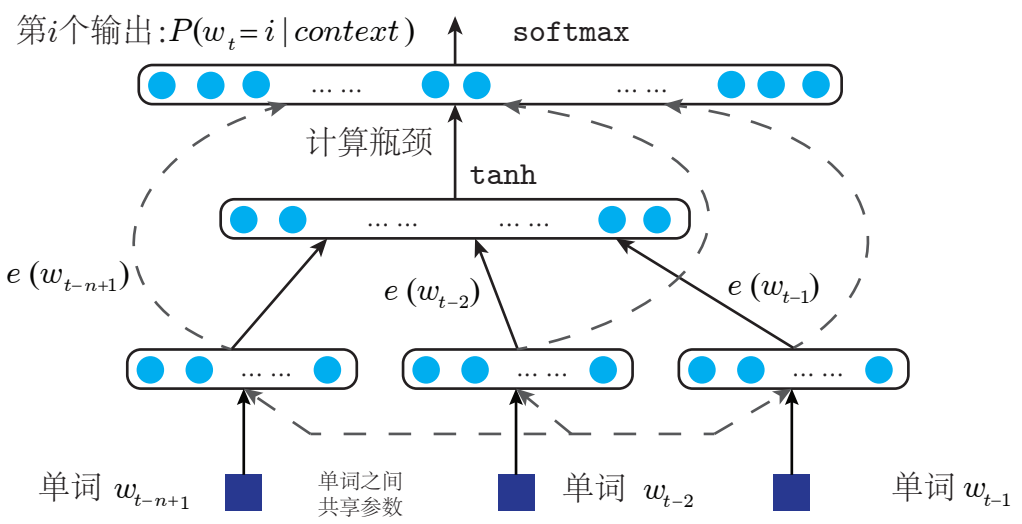 第i个输出:P(w_t = i | context)
softmax
... ...
... ...
计算瓶颈
tanh
... ...
... ...
e (w_{t-n+1})
e (w_{t-2})
e (w_{t-1})
... ...
... ...
... ...
单词 w_{t-n+1}
单词之间
共享参数
单词 w_{t-2}
单词 w_{t-1}